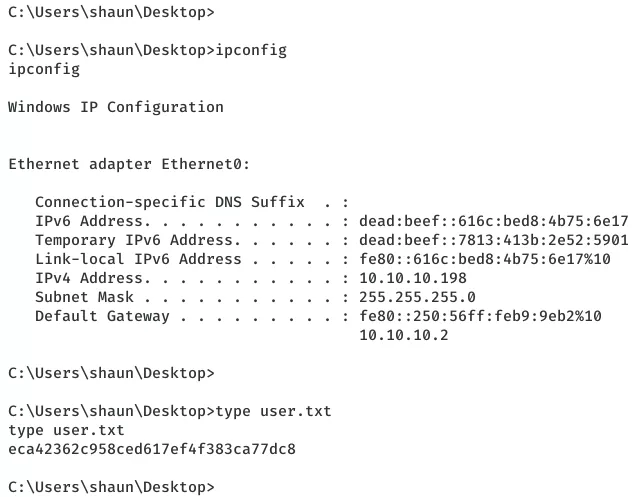 C:\Users\shaun\Desktop>
C:\Users\shaun\Desktop>ipconfig
ipconfig
Windows IP Configuration
Ethernet adapter Ethernet0:
Connection-specific DNS Suffix . :
IPv6 Address. . . . . . . . . . . : dead:beef::616c:bed8:4b75:6e17
Temporary IPv6 Address. . . . . . : dead:beef::7813:413b:2e52:5901
Link-local IPv6 Address . . . . . : fe80::616c:bed8:4b75:6e17%10
IPv4 Address. . . . . . . . . . . : 10.10.10.198
Subnet Mask . . . . . . . . . . . : 255.255.255.0
Default Gateway . . . . . . . . . : fe80::250:56ff:feb9:9eb2%10
10.10.10.2
C:\Users\shaun\Desktop>
C:\Users\shaun\Desktop>type user.txt
type user.txt
eca42362c958ced617ef4f383ca77dc8
C:\Users\shaun\Desktop>